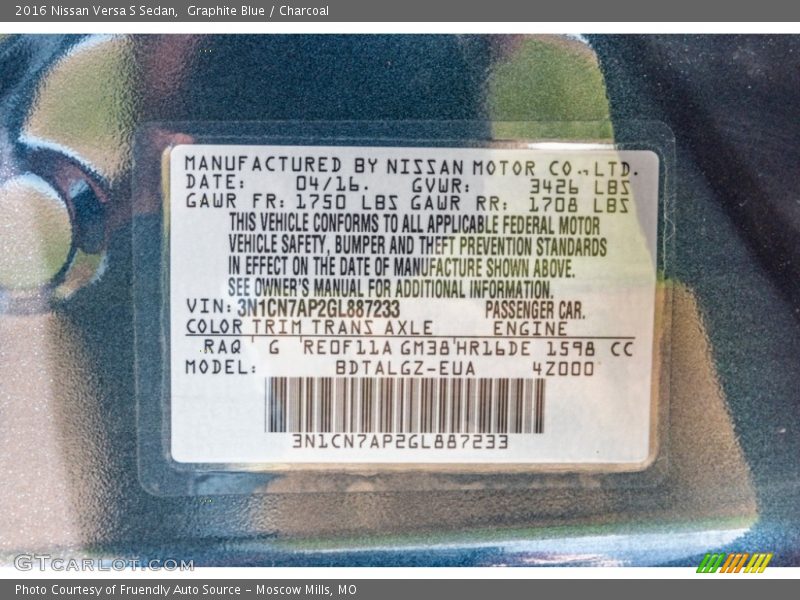 2016 Nissan Versa S Sedan, Graphite Blue / Charcoal
MANUFACTURED BY NISSAN MOTOR CO., LTD.
DATE: 04/16. GVWR: 3426 LBS
GAWR FR: 1750 LBS GAWR RR: 1708 LBS
THIS VEHICLE CONFORMS TO ALL APPLICABLE FEDERAL MOTOR
VEHICLE SAFETY, BUMPER AND THEFT PREVENTION STANDARDS
IN EFFECT ON THE DATE OF MANUFACTURE SHOWN ABOVE.
SEE OWNER'S MANUAL FOR ADDITIONAL INFORMATION.
VIN: 3N1CN7AP2GL887233 PASSENGER CAR.
COLOR TRIM TRANS AXLE ENGINE
RAQ ' G 'RE0F11A GM38'HR16DE 1598 CC
MODEL: BDTALGZ-EUA 4Z000
3N1CN7AP2GL887233
GTCARLOT.COM
Photo Courtesy of Fruendly Auto Source – Moscow Mills, MO